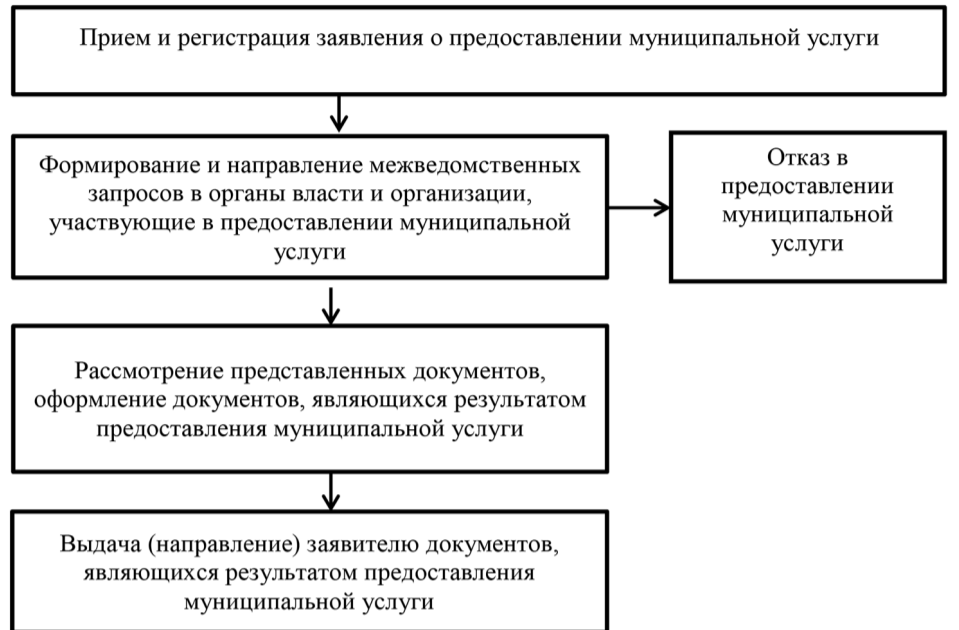 Прием и регистрация заявления о предоставлении муниципальной услуги
Формирование и направление межведомственных
запросов в органы власти и организации,
участвующие в предоставлении муниципальной
услуги
Отказ в
предоставлении
муниципальной
услуги
Рассмотрение представленных документов,
оформление документов, являющихся результатом
предоставления муниципальной услуги
Выдача (направление) заявителю документов,
являющихся результатом предоставления
муниципальной услуги